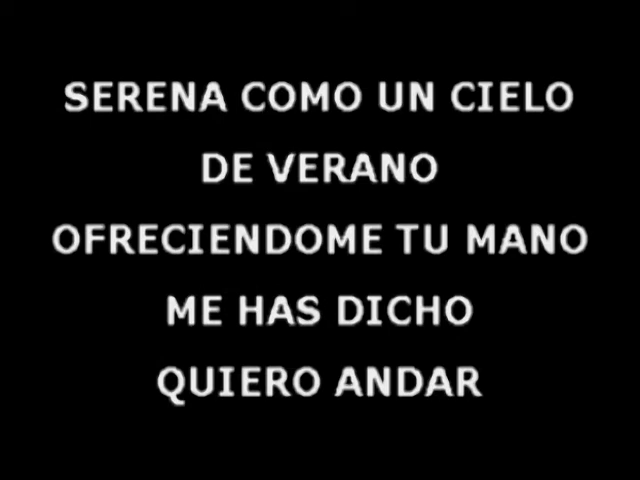 SERENA COMO UN CIELO
DE VERANO
OFRECIENDOME TU MANO
ME HAS DICHO
QUIERO ANDAR